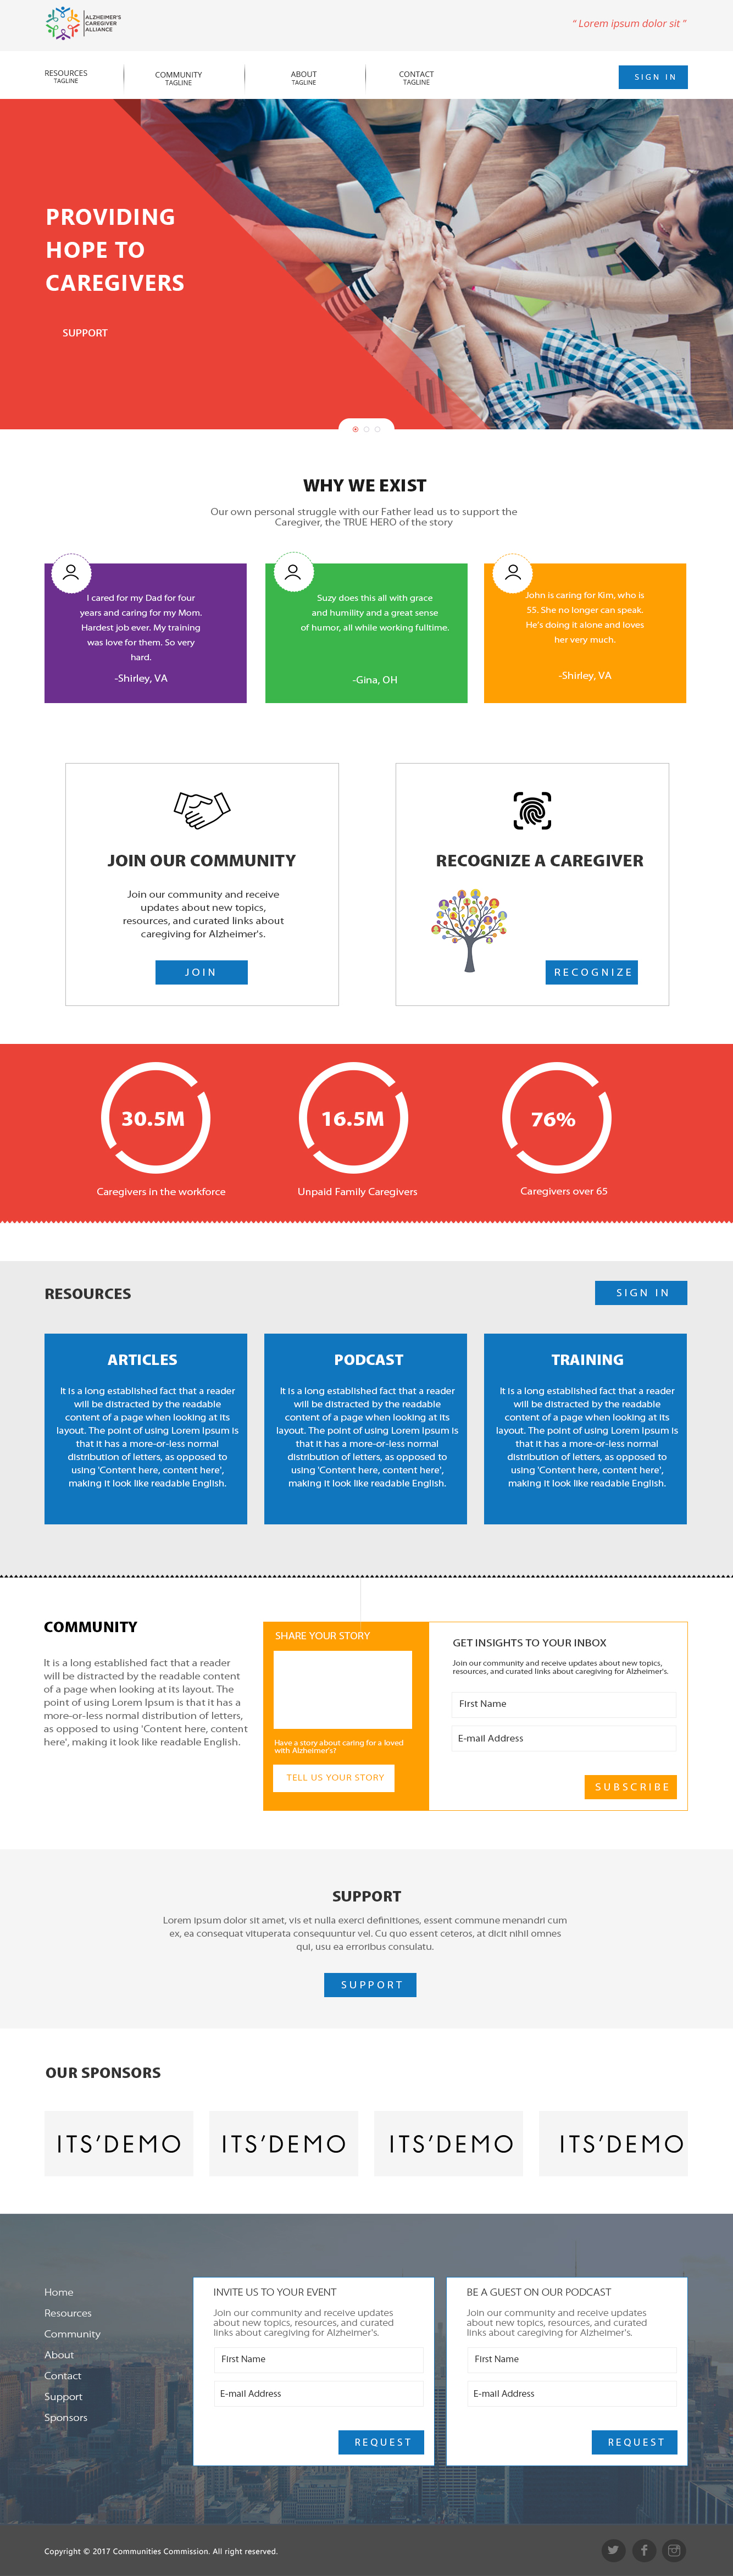 ALZHEIMER'S
CAREGIVER
ALLIANCE
“ Lorem ipsum dolor sit ”
RESOURCES
TAGLINE
COMMUNITY
TAGLINE
ABOUT
TAGLINE
CONTACT
TAGLINE
SIGN IN
PROVIDING
HOPE TO
CAREGIVERS
SUPPORT
WHY WE EXIST
Our own personal struggle with our Father lead us to support the
Caregiver, the TRUE HERO of the story
I cared for my Dad for four
years and caring for my Mom.
Hardest job ever. My training
was love for them. So very
hard.
-Shirley, VA
Suzy does this all with grace
and humility and a great sense
of humor, all while working fulltime.
-Gina, OH
John is caring for Kim, who is
55. She no longer can speak.
He's doing it alone and loves
her very much.
-Shirley, VA
JOIN OUR COMMUNITY
Join our community and receive
updates about new topics,
resources, and curated links about
caregiving for Alzheimer's.
JOIN
RECOGNIZE A CAREGIVER
RECOGNIZE
30.5M
Caregivers in the workforce
16.5M
Unpaid Family Caregivers
76%
Caregivers over 65
RESOURCES
SIGN IN
ARTICLES
It is a long established fact that a reader
will be distracted by the readable
content of a page when looking at its
layout. The point of using Lorem Ipsum is
that it has a more-or-less normal
distribution of letters, as opposed to
using 'Content here, content here',
making it look like readable English.
PODCAST
It is a long established fact that a reader
will be distracted by the readable
content of a page when looking at its
layout. The point of using Lorem Ipsum is
that it has a more-or-less normal
distribution of letters, as opposed to
using 'Content here, content here',
making it look like readable English.
TRAINING
It is a long established fact that a reader
will be distracted by the readable
content of a page when looking at its
layout. The point of using Lorem Ipsum is
that it has a more-or-less normal
distribution of letters, as opposed to
using 'Content here, content here',
making it look like readable English.
COMMUNITY
It is a long established fact that a reader
will be distracted by the readable content
of a page when looking at its layout. The
point of using Lorem Ipsum is that it has a
more-or-less normal distribution of letters,
as opposed to using 'Content here, content
here', making it look like readable English.
SHARE YOUR STORY
Have a story about caring for a loved
with Alzheimer's?
TELL US YOUR STORY
GET INSIGHTS TO YOUR INBOX
Join our community and receive updates about new topics,
resources, and curated links about caregiving for Alzheimer's.
First Name
E-mail Address
SUBSCRIBE
SUPPORT
Lorem ipsum dolor sit amet, vis et nulla exerci definitiones, essent commune menandri cum
ex, ea consequat vituperata consequuntur vel. Cu quo essent ceteros, at dicit nihil omnes
qui, usu ea erroribus consulatu.
SUPPORT
OUR SPONSORS
ITS'DEMO
ITS'DEMO
ITS'DEMO
ITS'DEMO
Home
Resources
Community
About
Contact
Support
Sponsors
INVITE US TO YOUR EVENT
Join our community and receive updates
about new topics, resources, and curated
links about caregiving for Alzheimer's.
First Name
E-mail Address
REQUEST
BE A GUEST ON OUR PODCAST
Join our community and receive updates
about new topics, resources, and curated
links about caregiving for Alzheimer's.
First Name
E-mail Address
REQUEST
Copyright © 2017 Communities Commission. All right reserved.